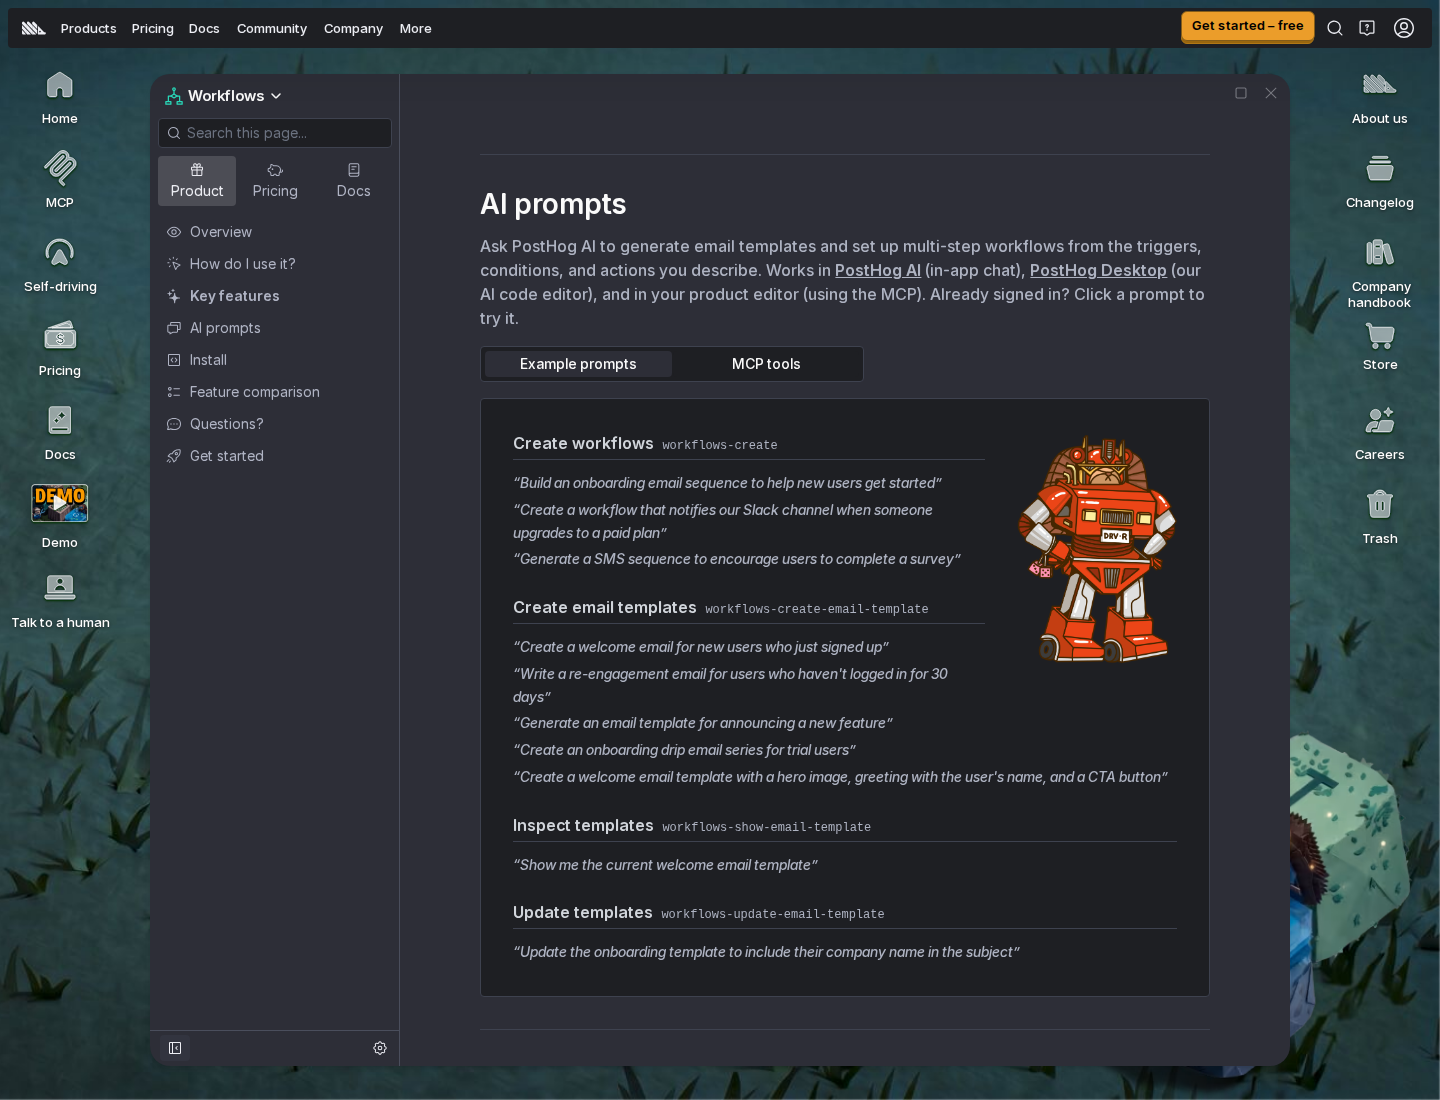 Products Pricing Docs Community Company More Get started – free
Home
MCP
Self-driving
Pricing
Docs
DEMO
Demo
Talk to a human
Workflows
Search this page...
Product Pricing Docs
Overview
How do I use it?
Key features
AI prompts
Install
Feature comparison
Questions?
Get started
AI prompts
Ask PostHog AI to generate email templates and set up multi-step workflows from the triggers,
conditions, and actions you describe. Works in PostHog AI (in-app chat), PostHog Desktop (our
AI code editor), and in your product editor (using the MCP). Already signed in? Click a prompt to
try it.
Example prompts MCP tools
Create workflows workflows-create
“Build an onboarding email sequence to help new users get started”
“Create a workflow that notifies our Slack channel when someone
upgrades to a paid plan”
“Generate a SMS sequence to encourage users to complete a survey”
DRV-R
Create email templates workflows-create-email-template
“Create a welcome email for new users who just signed up”
“Write a re-engagement email for users who haven't logged in for 30
days”
“Generate an email template for announcing a new feature”
“Create an onboarding drip email series for trial users”
“Create a welcome email template with a hero image, greeting with the user's name, and a CTA button”
Inspect templates workflows-show-email-template
“Show me the current welcome email template”
Update templates workflows-update-email-template
“Update the onboarding template to include their company name in the subject”
About us
Changelog
Company
handbook
Store
Careers
Trash